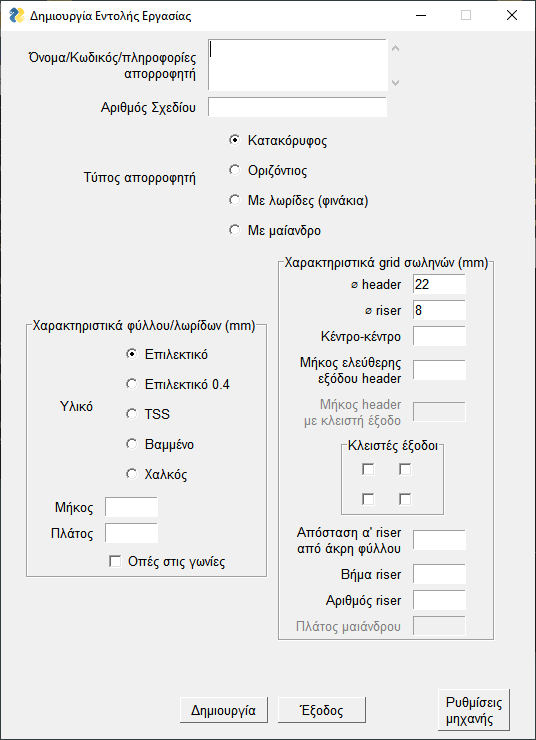 Δημιουργία Εντολής Εργασίας
Όνομα/Κωδικός/πληροφορίες
απορροφητή
Αριθμός Σχεδίου
Τύπος απορροφητή
Κατακόρυφος
Οριζόντιος
Με λωρίδες (φινάκια)
Με μαίανδρο
Χαρακτηριστικά φύλλου/λωρίδων (mm)
Υλικό
Επιλεκτικό
Επιλεκτικό 0.4
TSS
Βαμμένο
Χαλκός
Μήκος
Πλάτος
Οπές στις γωνίες
Χαρακτηριστικά grid σωληνών (mm)
⌀ header 22
⌀ riser 8
Κέντρο-κέντρο
Μήκος ελεύθερης
εξόδου header
Μήκος header
με κλειστή έξοδο
Κλειστές έξοδοι
Απόσταση α' riser
από άκρη φύλλου
Βήμα riser
Αριθμός riser
Πλάτος μαιάνδρου
Δημιουργία
Έξοδος
Ρυθμίσεις
μηχανής